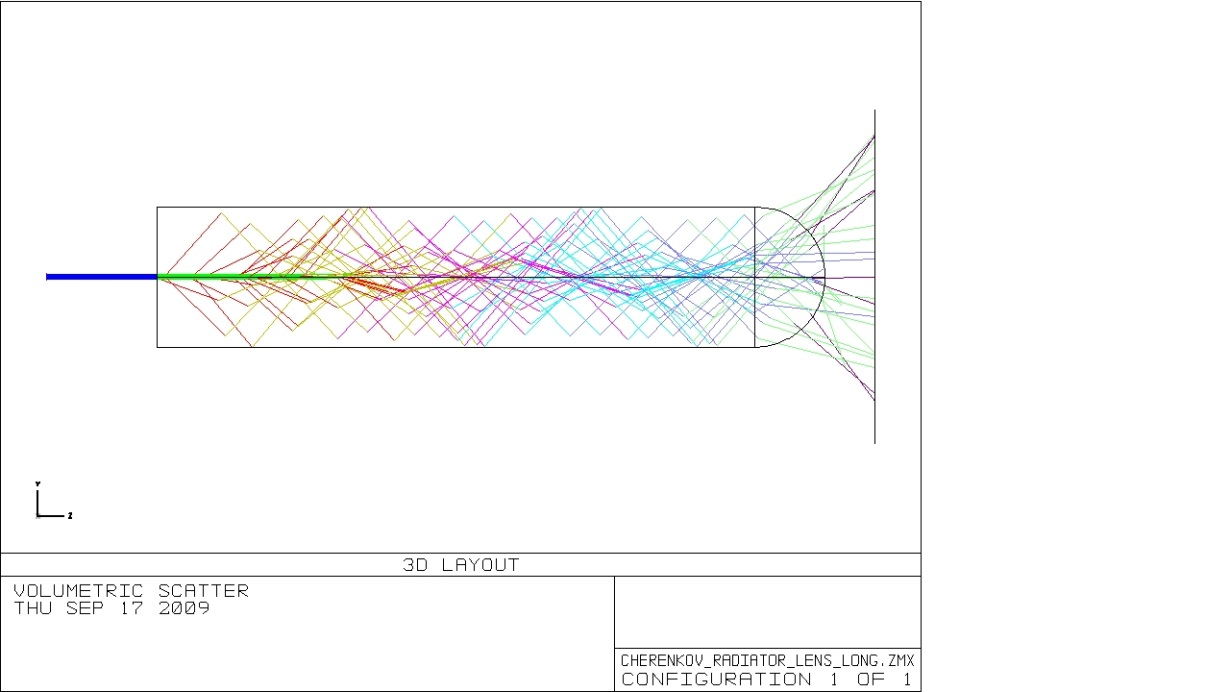 Y
Z
3D LAYOUT
VOLUMETRIC SCATTER
THU SEP 17 2009
CHERENKOV_RADIATOR_LENS_LONG.ZMX
CONFIGURATION 1 OF 1